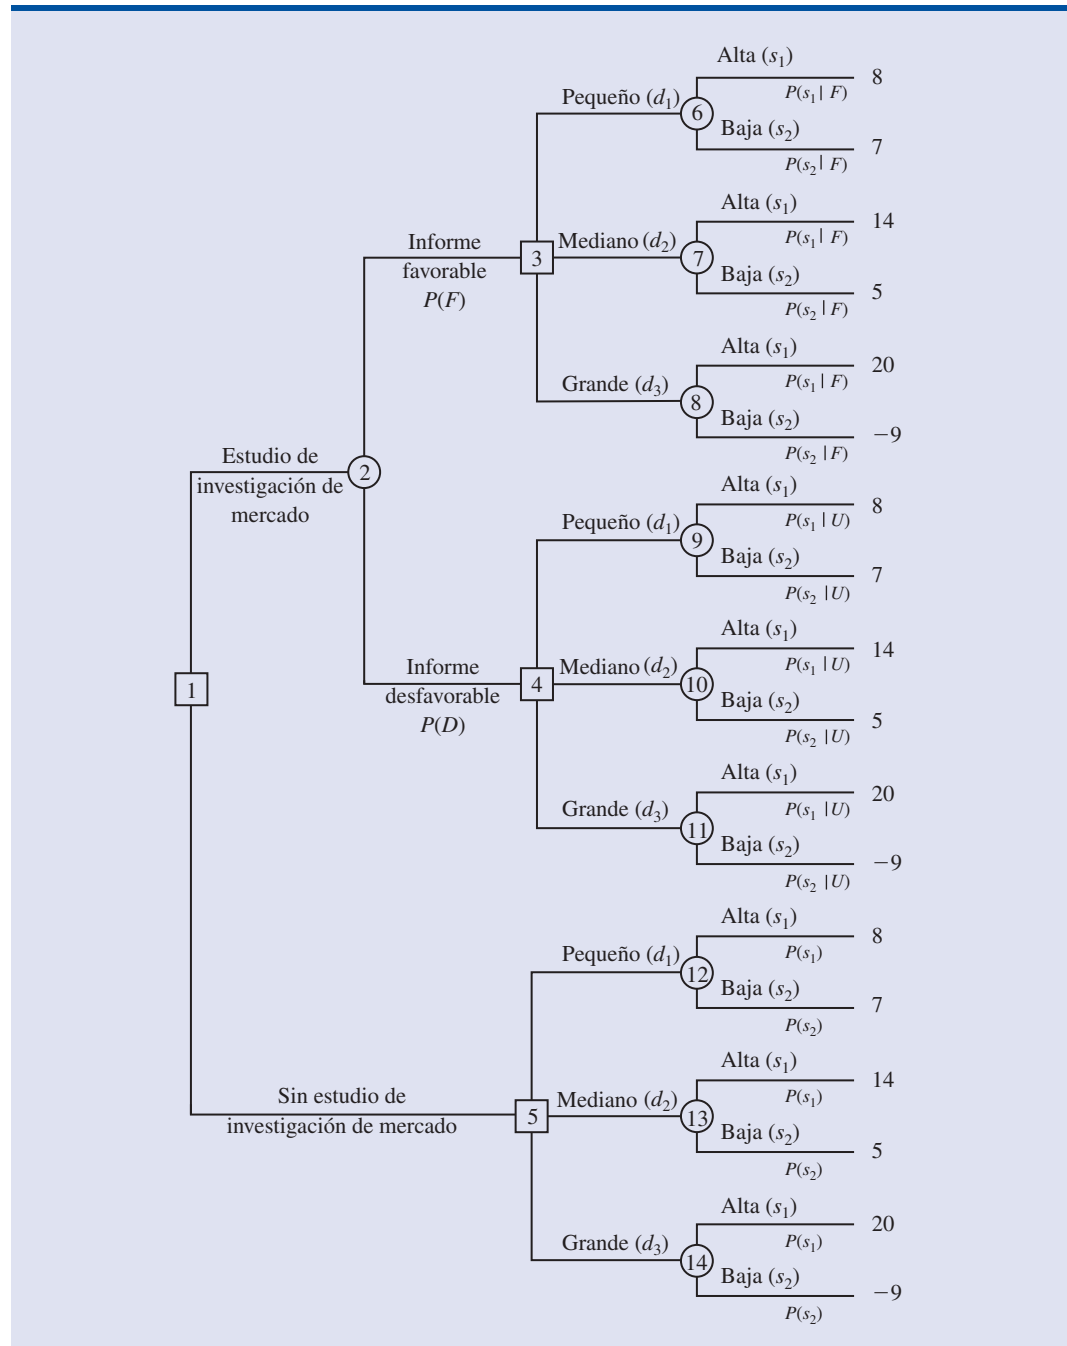 Alta (s1)
8
P(s1 | F)
Pequeño (d1)
6
Baja (s2)
7
P(s2 | F)
Alta (s1)
14
P(s1 | F)
Informe
favorable
P(F)
3
Mediano (d2)
7
Baja (s2)
5
P(s2 | F)
Alta (s1)
20
P(s1 | F)
Grande (d3)
8
Baja (s2)
−9
P(s2 | F)
Estudio de
investigación de
mercado
2
Alta (s1)
8
P(s1 | U)
Pequeño (d1)
9
Baja (s2)
7
P(s2 | U)
Alta (s1)
14
P(s1 | U)
1
Informe
desfavorable
P(D)
4
Mediano (d2)
10
Baja (s2)
5
P(s2 | U)
Alta (s1)
20
P(s1 | U)
Grande (d3)
11
Baja (s2)
−9
P(s2 | U)
Alta (s1)
8
P(s1)
Pequeño (d1)
12
Baja (s2)
7
P(s2)
Alta (s1)
14
P(s1)
Sin estudio de
investigación de mercado
5
Mediano (d2)
13
Baja (s2)
5
P(s2)
Alta (s1)
20
P(s1)
Grande (d3)
14
Baja (s2)
−9
P(s2)